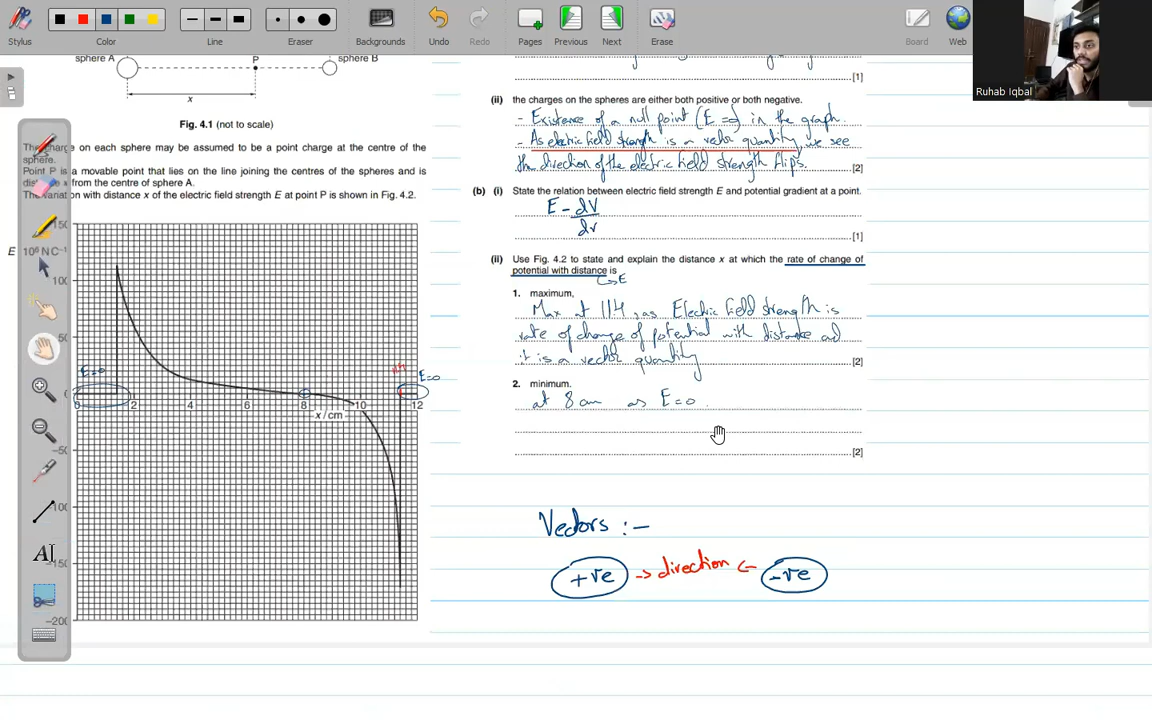 Stylus
Color
Line
Eraser
Backgrounds
Undo
Redo
Pages
Previous
Next
Erase
Board
Web
Ruhab Iqbal
sphere A
P
sphere B
x
Fig. 4.1 (not to scale)
The charge on each sphere may be assumed to be a point charge at the centre of the
sphere.
Point P is a movable point that lies on the line joining the centres of the spheres and is
from the centre of sphere A.
The variation with distance x of the electric field strength E at point P is shown in Fig. 4.2.
E
NC⁻¹
150
100
50
0
-50
-100
-150
-200
0 2 4 6 8 10 12
x/cm
E=0
11.4
E=0
[1]
(ii) the charges on the spheres are either both positive or both negative.
- Existence of a null point (E=0) in the graph.
- As electric field strength is a vector quantity, we see
the direction of the electric field strength flips.
[2]
(b) (i) State the relation between electric field strength E and potential gradient at a point.
E - dV
dr
[1]
(ii) Use Fig. 4.2 to state and explain the distance x at which the rate of change of
potential with distance is
↳ E
1. maximum,
Max at 11.4, as Electric field strength is
rate of change of potential with distance ad
it is a vector quantity
[2]
2. minimum.
at 8 cm as E=0.
[2]
Vectors :-
+ve → direction ← -ve
A